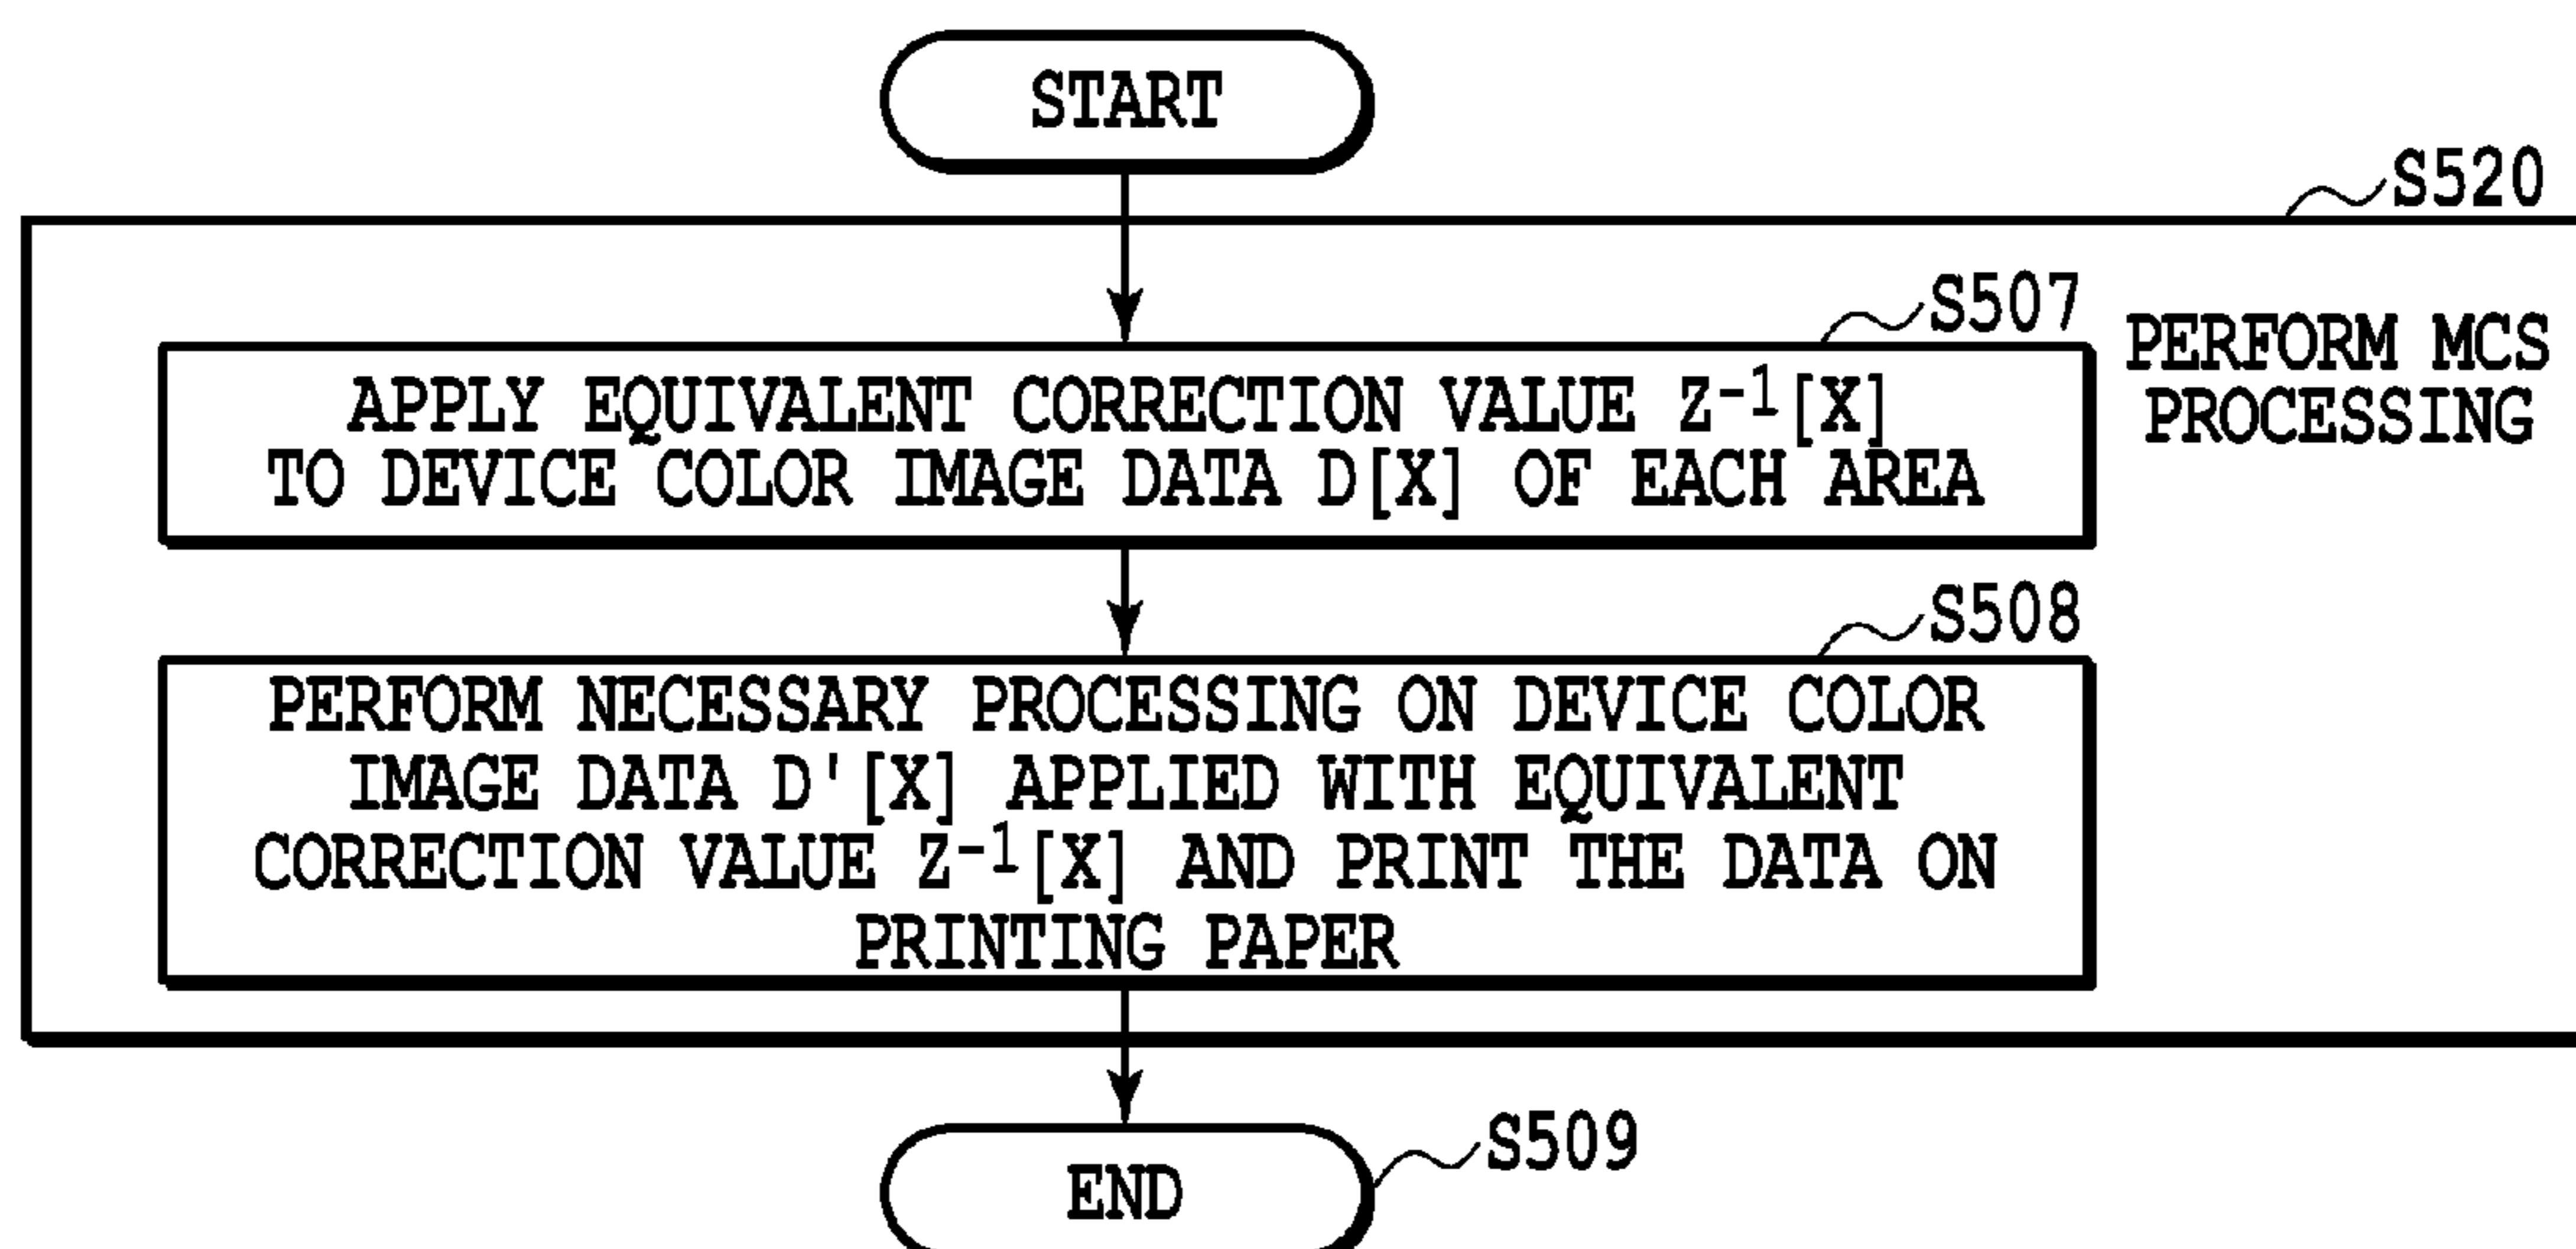 START
S520
S507
PERFORM MCS
PROCESSING
APPLY EQUIVALENT CORRECTION VALUE Z⁻¹[X]
TO DEVICE COLOR IMAGE DATA D[X] OF EACH AREA
S508
PERFORM NECESSARY PROCESSING ON DEVICE COLOR
IMAGE DATA D'[X] APPLIED WITH EQUIVALENT
CORRECTION VALUE Z⁻¹[X] AND PRINT THE DATA ON
PRINTING PAPER
S509
END